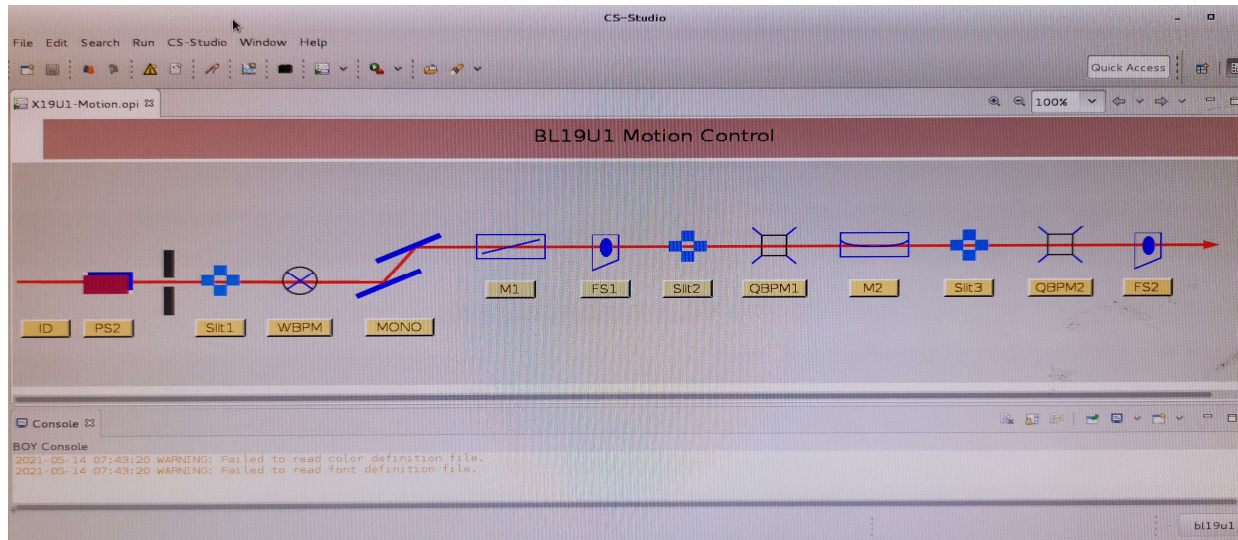 CS-Studio
File Edit Search Run CS-Studio Window Help
Quick Access
X19U1-Motion.opi
100%
BL19U1 Motion Control
M1 FS1 Slit2 QBPM1 M2 Slit3 QBPM2 FS2
ID PS2 Slit1 WBPM MONO
Console
BOY Console
2021-05-14 07:43:20 WARNING: Failed to read color definition file.
2021-05-14 07:43:20 WARNING: Failed to read font definition file.
bl19u1